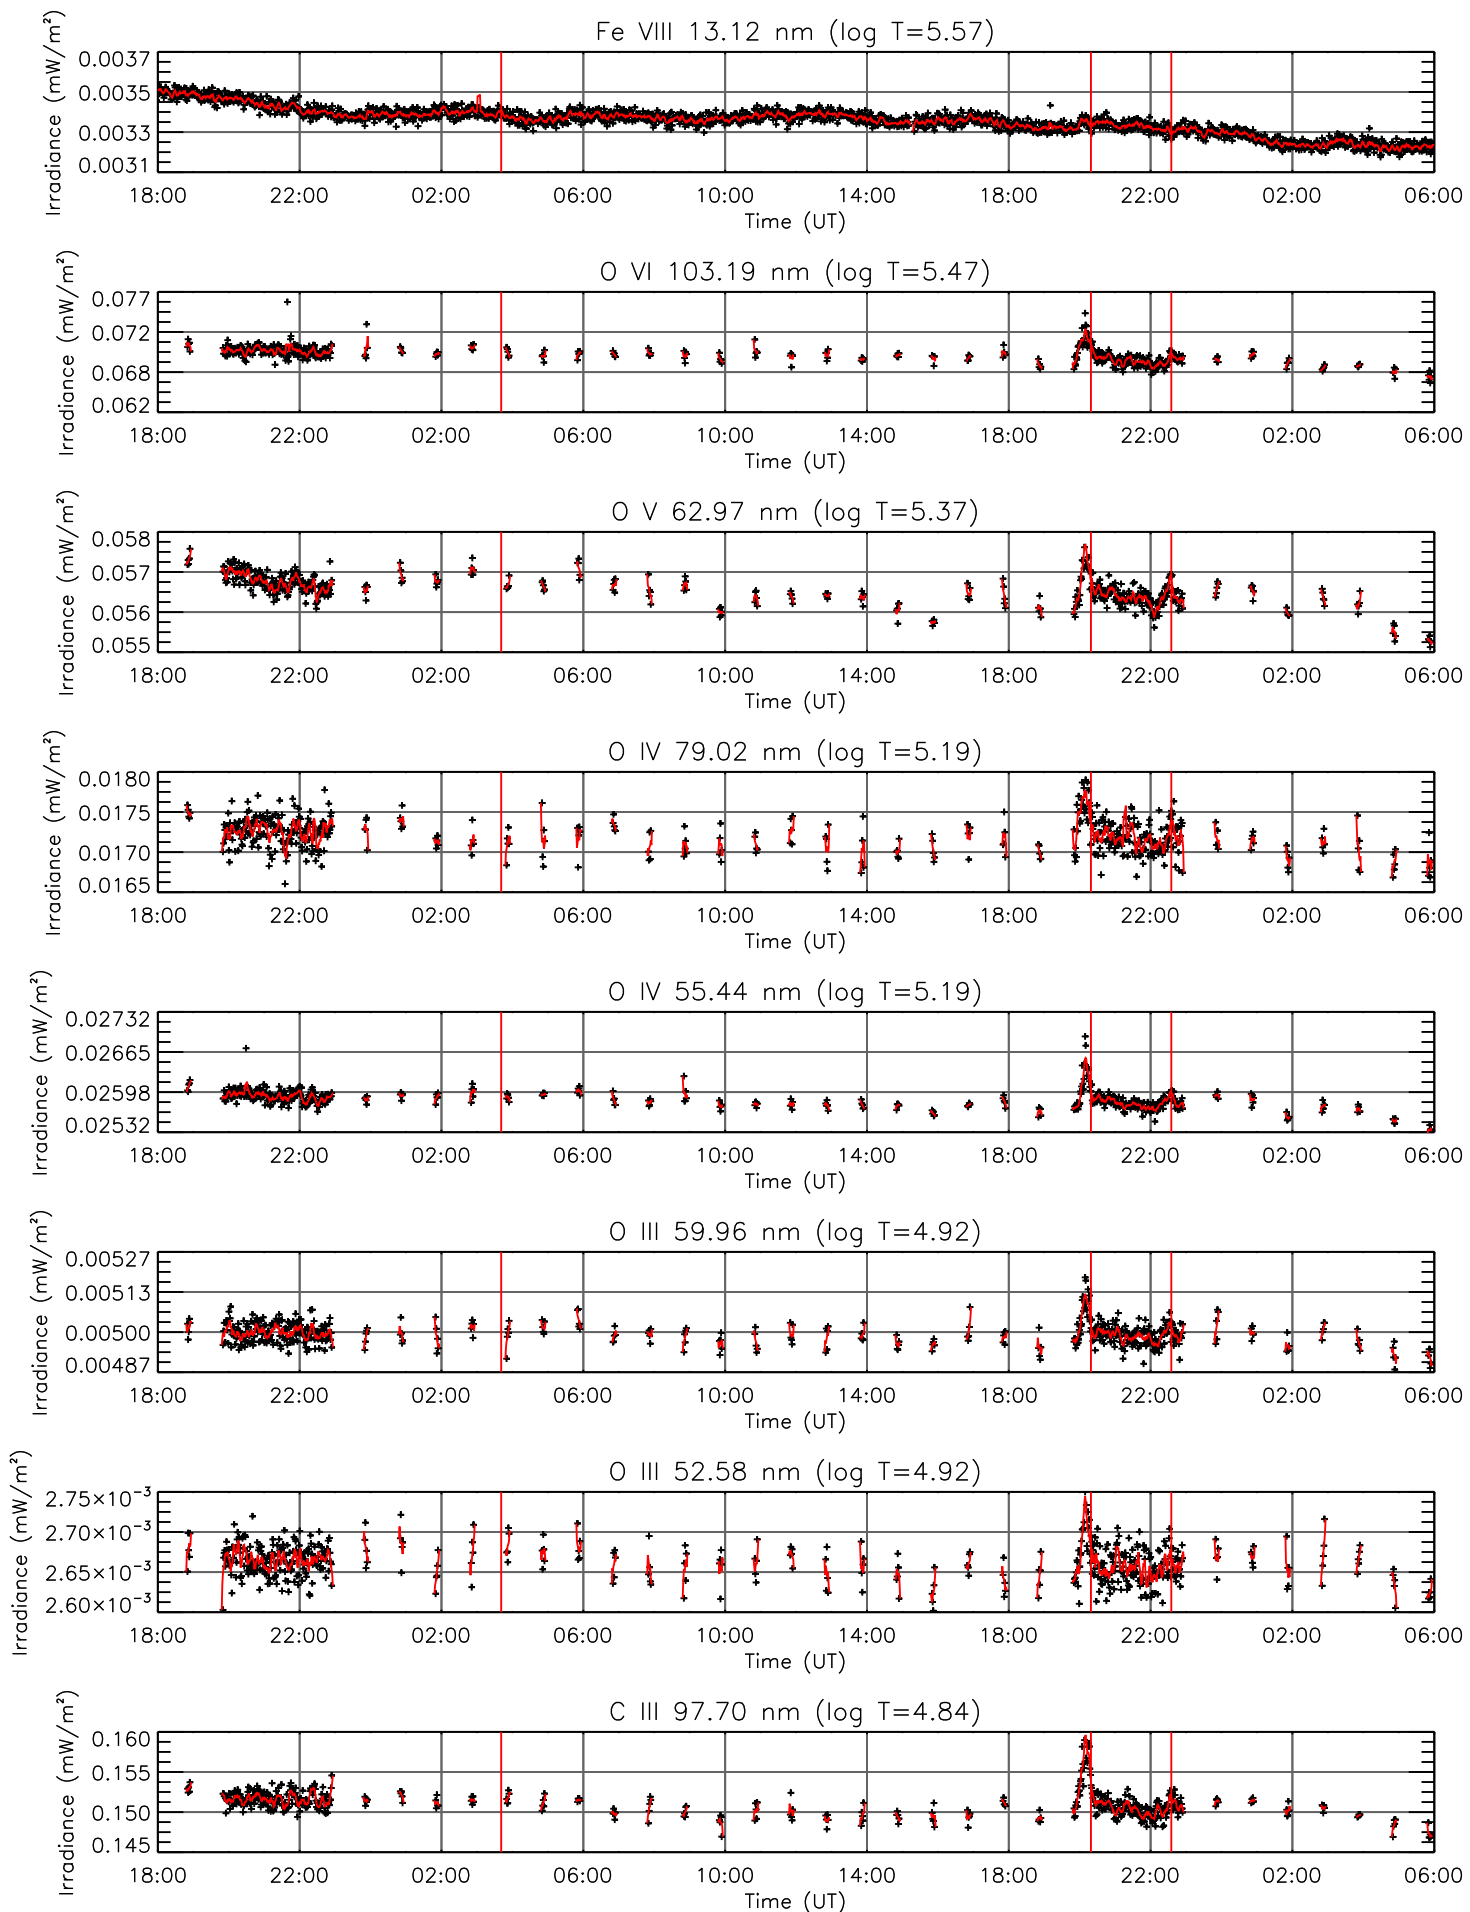 Fe VIII 13.12 nm (log T=5.57)
Irradiance (mW/m²)
0.0037
0.0035
0.0033
0.0031
18:00 22:00 02:00 06:00 10:00 14:00 18:00 22:00 02:00 06:00
Time (UT)
O VI 103.19 nm (log T=5.47)
Irradiance (mW/m²)
0.077
0.072
0.068
0.062
18:00 22:00 02:00 06:00 10:00 14:00 18:00 22:00 02:00 06:00
Time (UT)
O V 62.97 nm (log T=5.37)
Irradiance (mW/m²)
0.058
0.057
0.056
0.055
18:00 22:00 02:00 06:00 10:00 14:00 18:00 22:00 02:00 06:00
Time (UT)
O IV 79.02 nm (log T=5.19)
Irradiance (mW/m²)
0.0180
0.0175
0.0170
0.0165
18:00 22:00 02:00 06:00 10:00 14:00 18:00 22:00 02:00 06:00
Time (UT)
O IV 55.44 nm (log T=5.19)
Irradiance (mW/m²)
0.02732
0.02665
0.02598
0.02532
18:00 22:00 02:00 06:00 10:00 14:00 18:00 22:00 02:00 06:00
Time (UT)
O III 59.96 nm (log T=4.92)
Irradiance (mW/m²)
0.00527
0.00513
0.00500
0.00487
18:00 22:00 02:00 06:00 10:00 14:00 18:00 22:00 02:00 06:00
Time (UT)
O III 52.58 nm (log T=4.92)
Irradiance (mW/m²)
2.75×10⁻³
2.70×10⁻³
2.65×10⁻³
2.60×10⁻³
18:00 22:00 02:00 06:00 10:00 14:00 18:00 22:00 02:00 06:00
Time (UT)
C III 97.70 nm (log T=4.84)
Irradiance (mW/m²)
0.160
0.155
0.150
0.145
18:00 22:00 02:00 06:00 10:00 14:00 18:00 22:00 02:00 06:00
Time (UT)